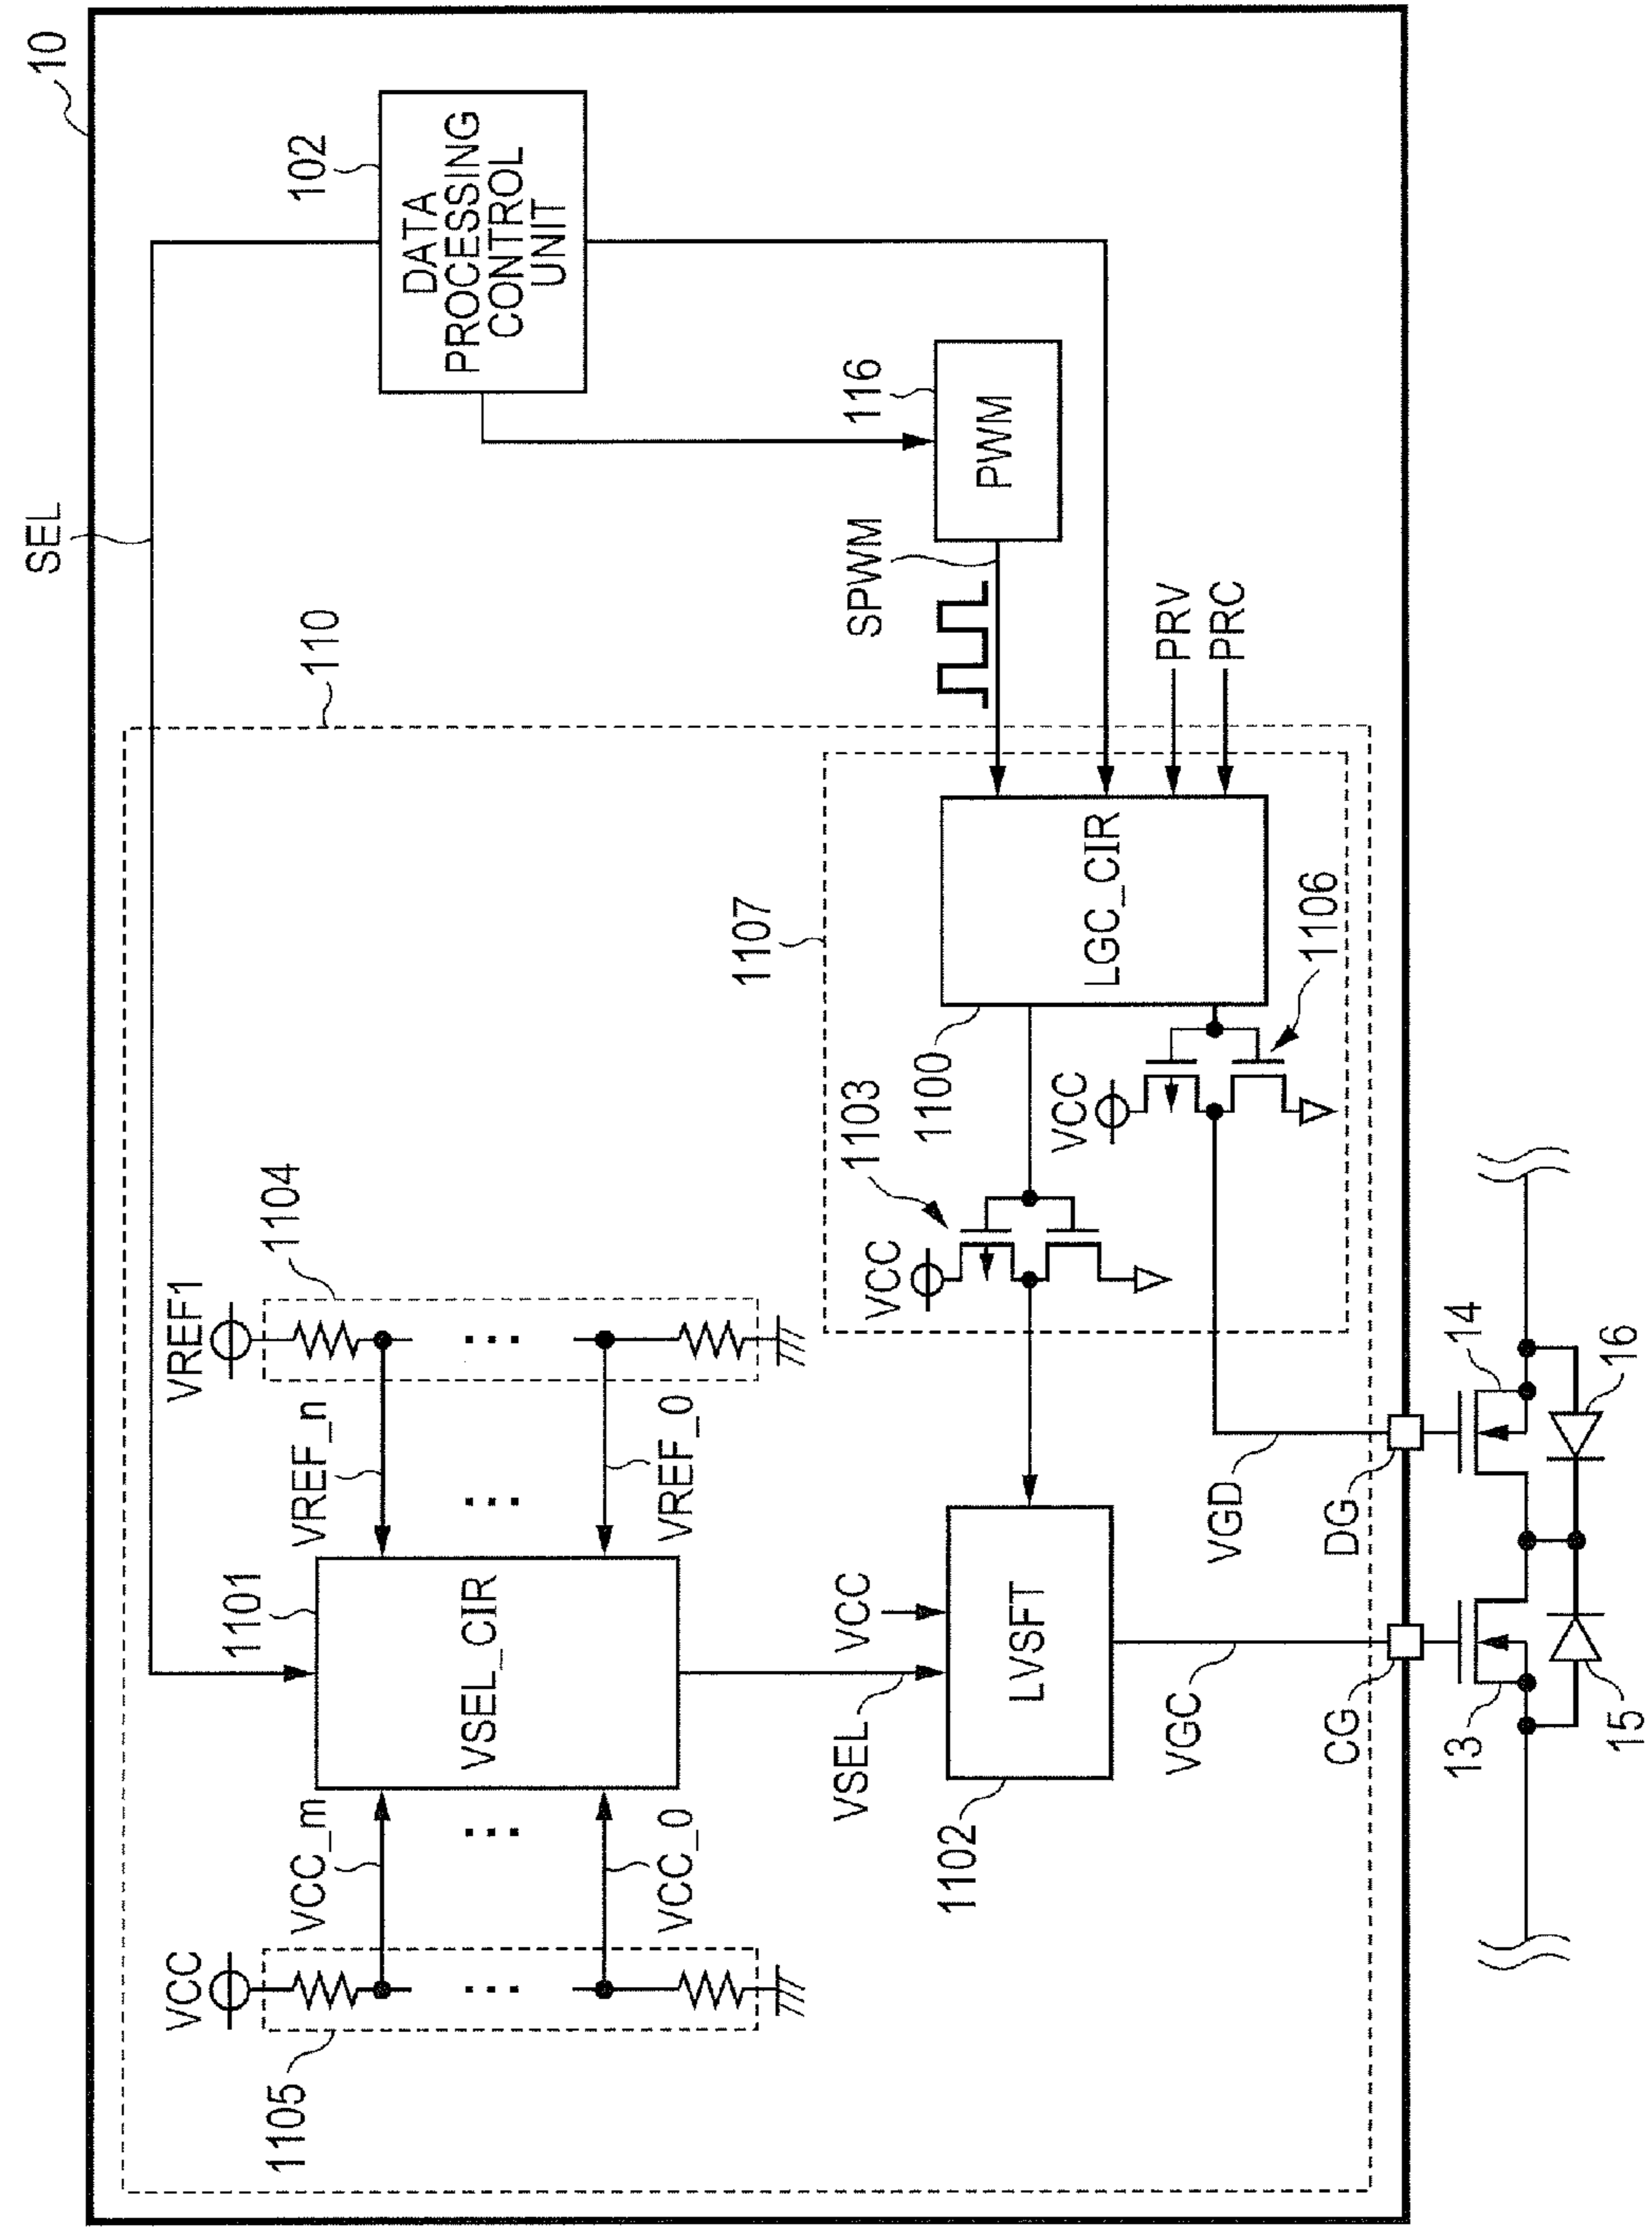 10
SEL
110
102
DATA
PROCESSING
CONTROL
UNIT
116
PWM
SPWM
PRV
PRC
VCC
1105
VCC_m
...
VCC_0
...
1101
VSEL_CIR
VREF1
1104
VREF_n
...
VREF_0
...
1107
1103
VCC
1100
LGC_CIR
VCC
1106
VSEL
VCC
1102
LVSFT
VGC
VGD
CG
DG
13
14
15
16